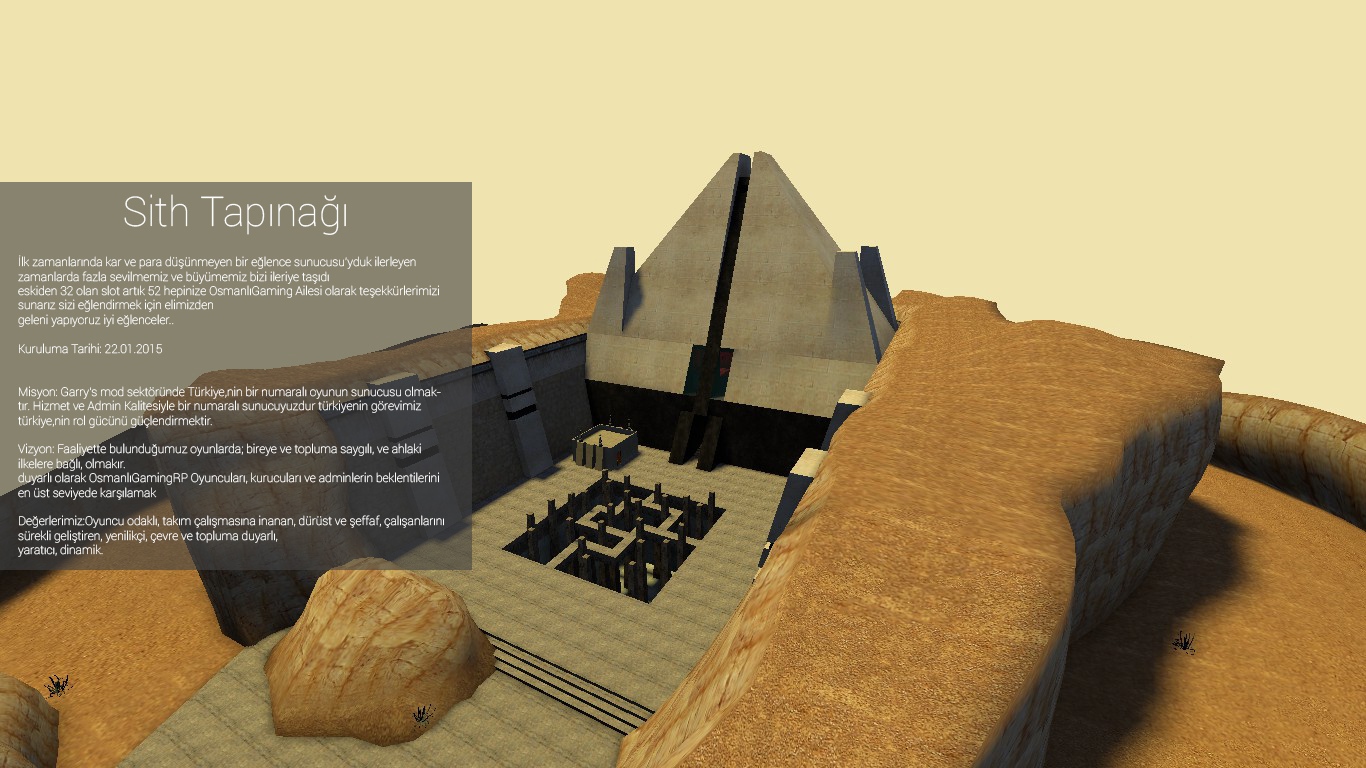 Sith Tapınağı
İlk zamanlarında kar ve para düşünmeyen bir eğlence sunucusu'yduk ilerleyen
zamanlarda fazla sevilmemiz ve büyümemiz bizi ileriye taşıdı
eskiden 32 olan slot artık 52 hepinize OsmanlıGaming Ailesi olarak teşekkürlerimizi
sunarız sizi eğlendirmek için elimizden
geleni yapıyoruz iyi eğlenceler..
Kuruluma Tarihi: 22.01.2015
Misyon: Garry's mod sektöründe Türkiye,nin bir numaralı oyunun sunucusu olmak-
tır. Hizmet ve Admin Kalitesiyle bir numaralı sunucuyuzdur türkiyenin görevimiz
türkiye,nin rol gücünü güçlendirmektir.
Vizyon: Faaliyette bulunduğumuz oyunlarda; bireye ve topluma saygılı, ve ahlaki
ilkelere bağlı, olmakır.
duyarlı olarak OsmanlıGamingRP Oyuncuları, kurucuları ve adminlerin beklentilerini
en üst seviyede karşılamak
Değerlerimiz:Oyuncu odaklı, takım çalışmasına inanan, dürüst ve şeffaf, çalışanlarını
sürekli geliştiren, yenilikçi, çevre ve topluma duyarlı,
yaratıcı, dinamik.